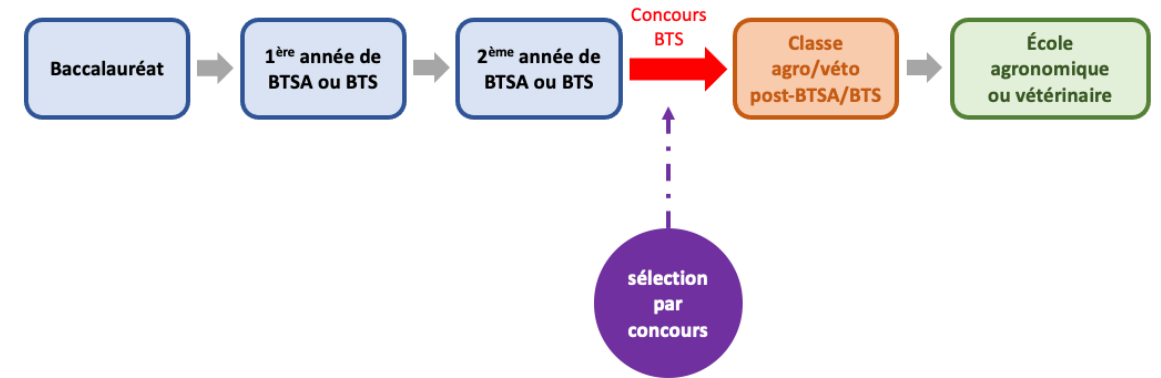 Baccalauréat
1ère année de
BTSA ou BTS
2ème année de
BTSA ou BTS
Concours
BTS
Classe
agro/véto
post-BTSA/BTS
École
agronomique
ou vétérinaire
sélection
par
concours